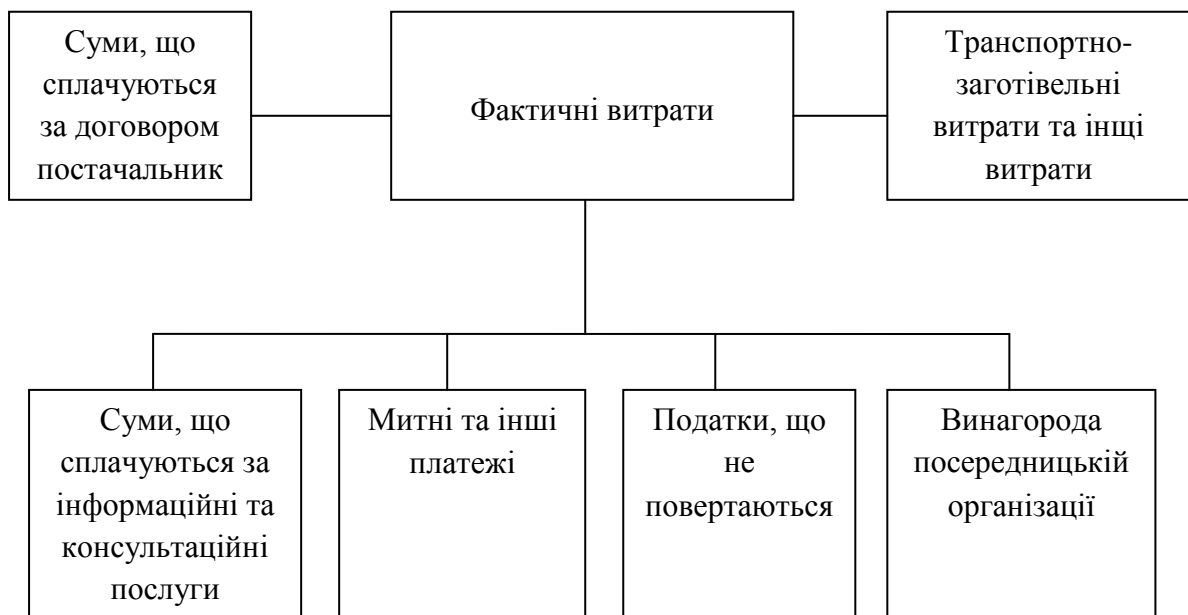 Суми, що
сплачуються
за договором
постачальник
Фактичні витрати
Транспортно-
заготівельні
витрати та інщі
витрати
Суми, що
сплачуються за
інформаційні та
консультаційні
послуги
Митні та інші
платежі
Податки, що
не
повертаються
Винагорода
посередницькій
організації